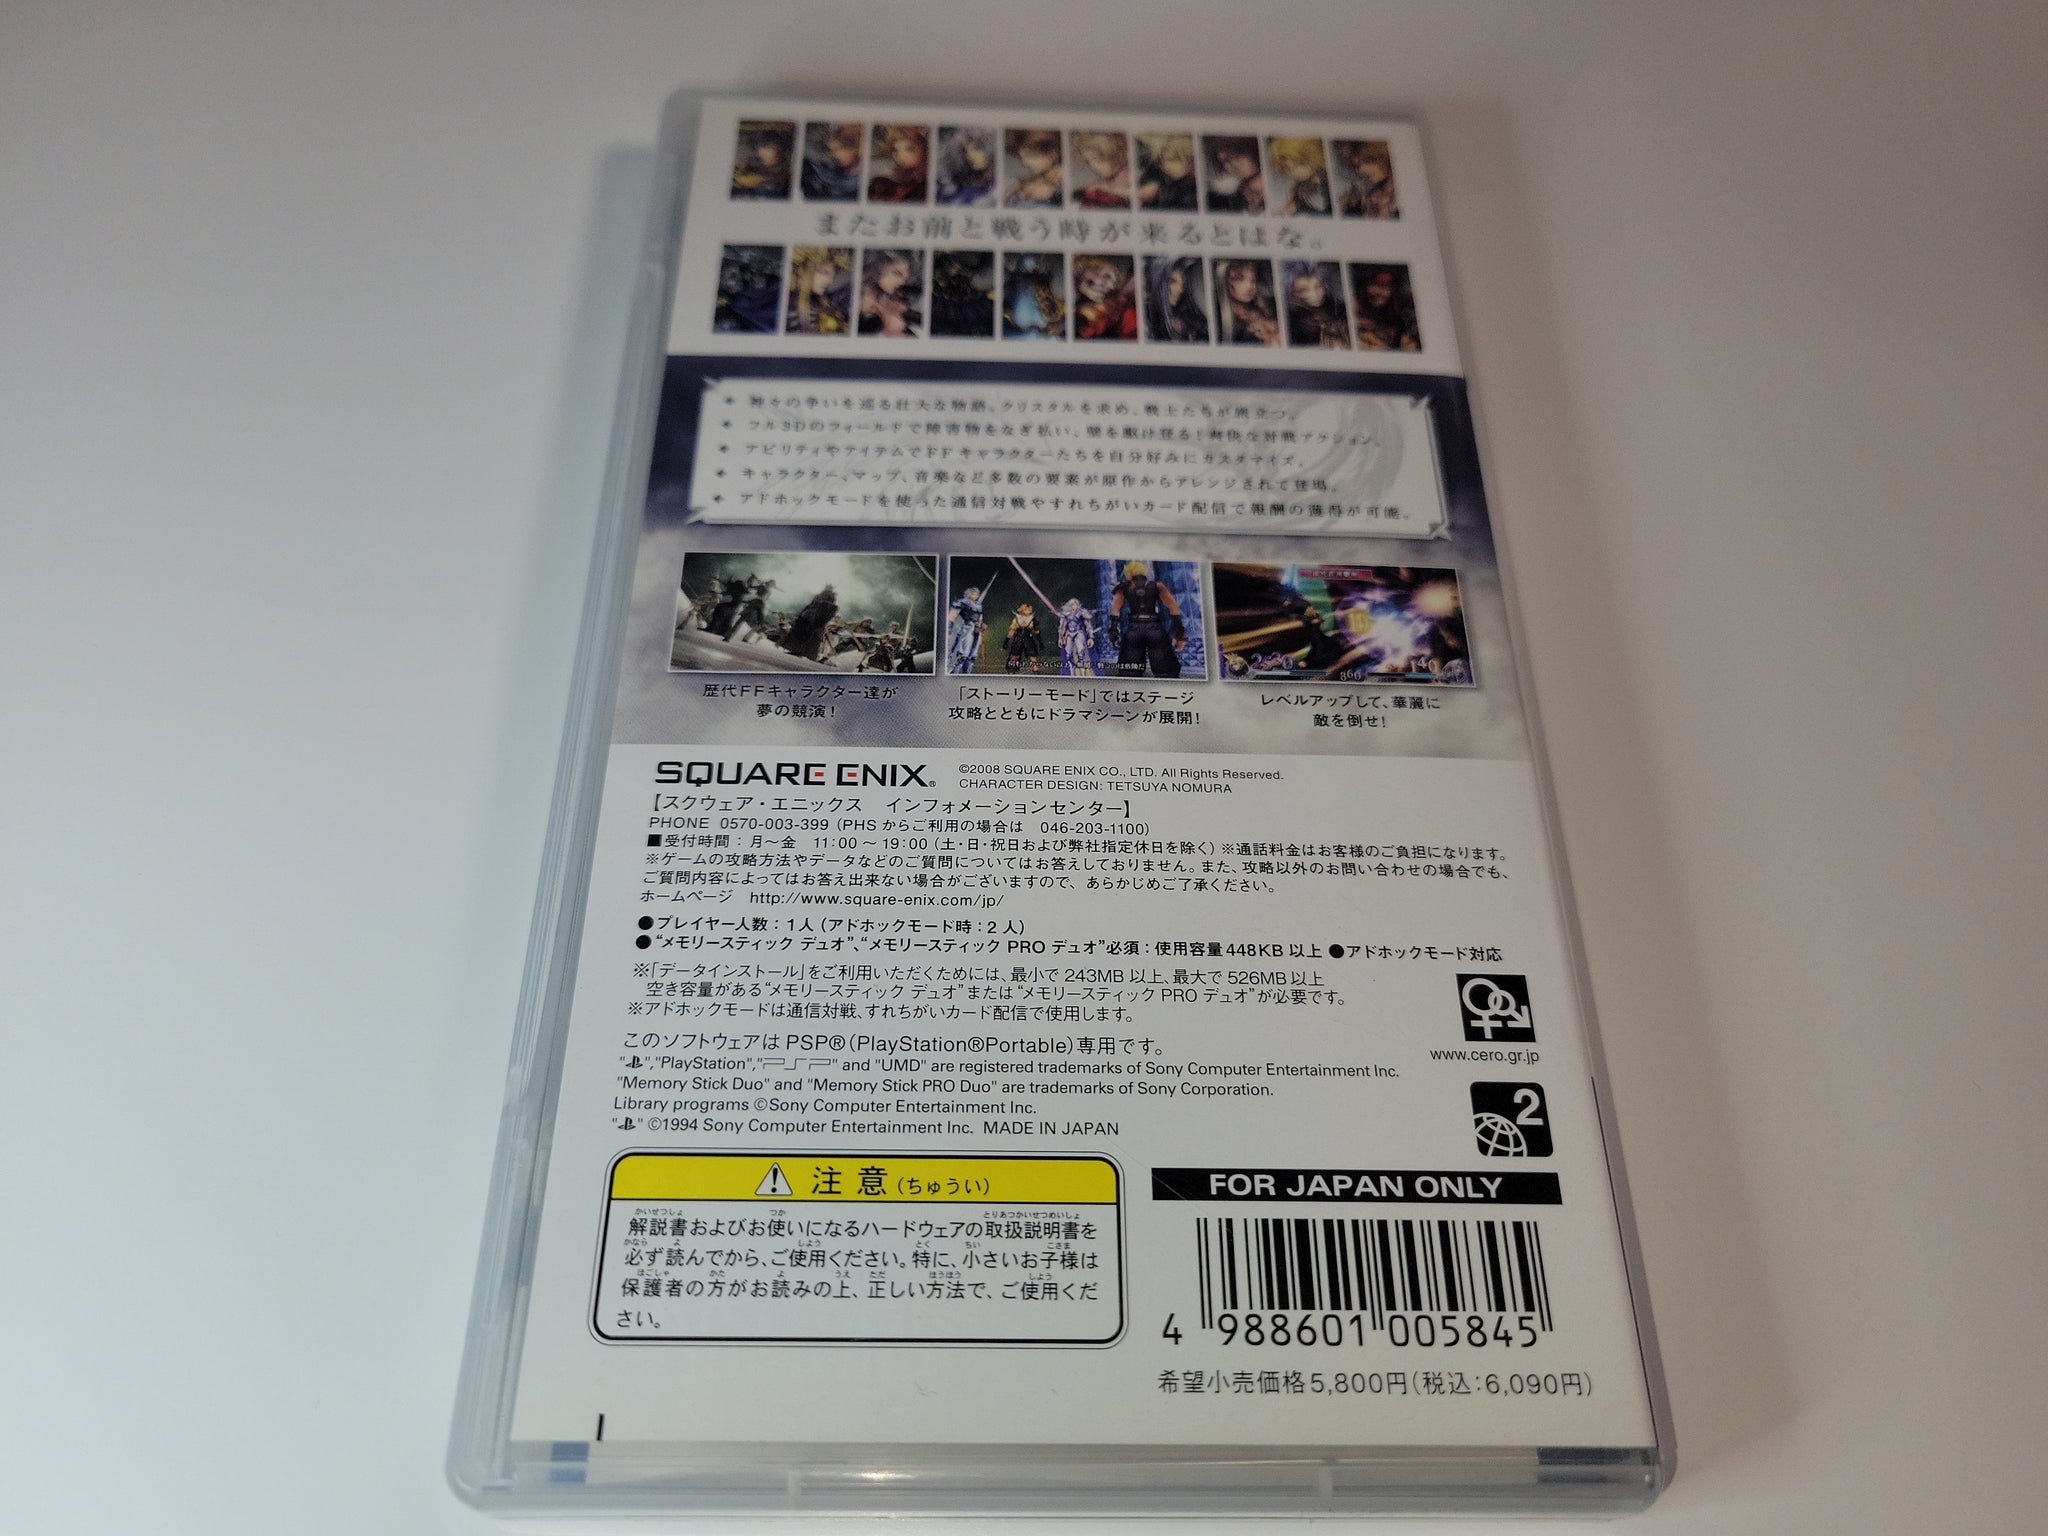 またお前と戦う時が来るとはな。
神々の争いを巡る壮大な物語。クリスタルを求め、戦士たちが旅立つ。
フル3Dのフィールドで障害物をなぎ払い、壁を駆け登る！爽快な対戦アクション。
アビリティやアイテムでFFキャラクターたちを自分好みにカスタマイズ。
キャラクター、マップ、音楽など多数の要素が原作からアレンジされて登場。
アドホックモードを使った通信対戦やすれちがいカード配信で報酬の獲得が可能。
860
140
歴代FFキャラクター達が
夢の競演！
「ストーリーモード」ではステージ
攻略とともにドラマシーンが展開！
レベルアップして、華麗に
敵を倒せ！
SQUARE ENIX®
©2008 SQUARE ENIX CO., LTD. All Rights Reserved.
CHARACTER DESIGN: TETSUYA NOMURA
【スクウェア・エニックス　インフォメーションセンター】
PHONE 0570-003-399（PHSからご利用の場合は　046-203-1100）
■受付時間：月～金　11:00～19:00（土・日・祝日および弊社指定休日を除く）※通話料金はお客様のご負担になります。
※ゲームの攻略方法やデータなどのご質問についてはお答えしておりません。また、攻略以外のお問い合わせの場合でも、
ご質問内容によってはお答え出来ない場合がございますので、あらかじめご了承ください。
ホームページ　http://www.square-enix.com/jp/
●プレイヤー人数：1人（アドホックモード時：2人）
●“メモリースティック デュオ”、“メモリースティック PRO デュオ”必須：使用容量448KB以上 ●アドホックモード対応
※「データインストール」をご利用いただくためには、最小で243MB以上、最大で526MB以上
空き容量がある“メモリースティック デュオ”または“メモリースティック PRO デュオ”が必要です。
※アドホックモードは通信対戦、すれちがいカード配信で使用します。
www.cero.gr.jp
このソフトウェアはPSP®（PlayStation®Portable）専用です。
"","PlayStation","PSP" and "UMD" are registered trademarks of Sony Computer Entertainment Inc.
"Memory Stick Duo" and "Memory Stick PRO Duo" are trademarks of Sony Corporation.
Library programs ©Sony Computer Entertainment Inc.
"" ©1994 Sony Computer Entertainment Inc. MADE IN JAPAN
2
注意（ちゅうい）
解説書およびお使いになるハードウェアの取扱説明書を
必ず読んでから、ご使用ください。特に、小さいお子様は
保護者の方がお読みの上、正しい方法で、ご使用くだ
さい。
FOR JAPAN ONLY
4 988601 005845
希望小売価格5,800円（税込：6,090円）